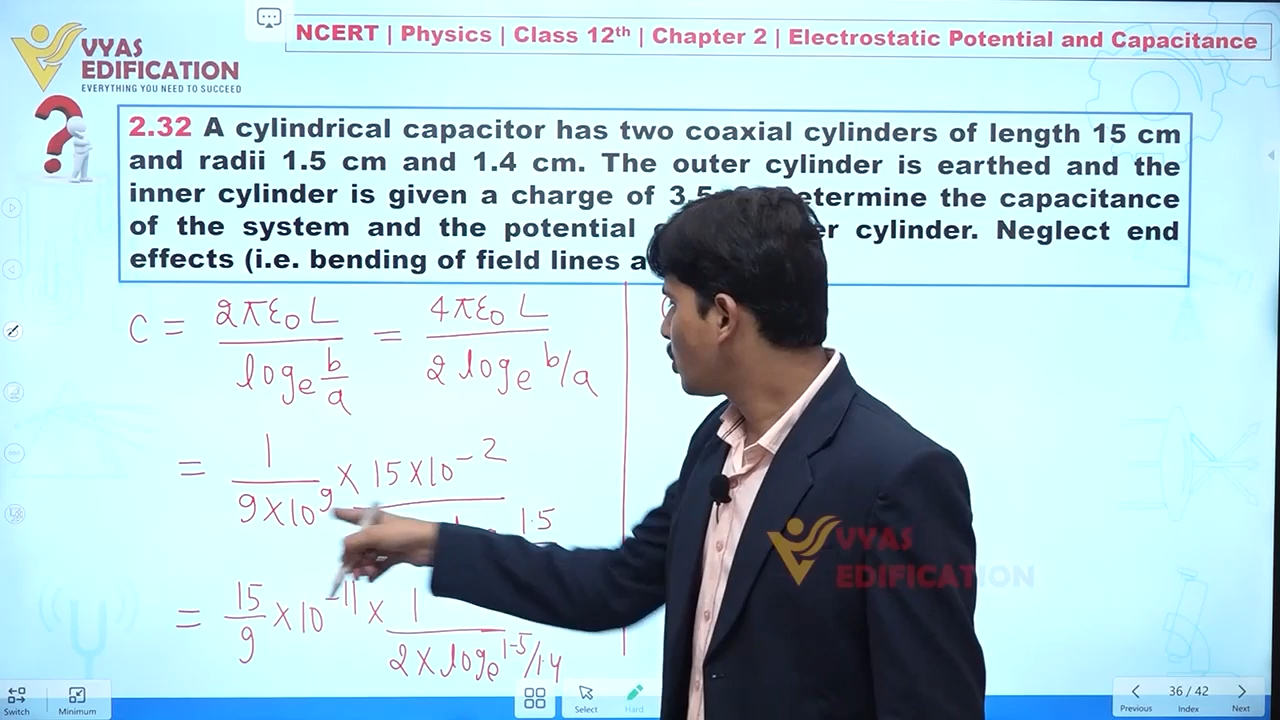 NCERT | Physics | Class 12th | Chapter 2 | Electrostatic Potential and Capacitance
VYAS
EDIFICATION
EVERYTHING YOU NEED TO SUCCEED
2.32 A cylindrical capacitor has two coaxial cylinders of length 15 cm
and radii 1.5 cm and 1.4 cm. The outer cylinder is earthed and the
inner cylinder is given a charge of 3.5 etermine the capacitance
of the system and the potential er cylinder. Neglect end
effects (i.e. bending of field lines a
C = 2πε₀L / logₑ b/a = 4πε₀L / 2 logₑ b/a
= 1 / 9×10⁹ × 15×10⁻² / 1.5
= 15/9 × 10⁻¹¹ × 1 / 2×logₑ 1.5/1.4
VYAS
EDIFICATION
Switch
Minimum
Select
Hard
Previous
36 / 42
Index
Next